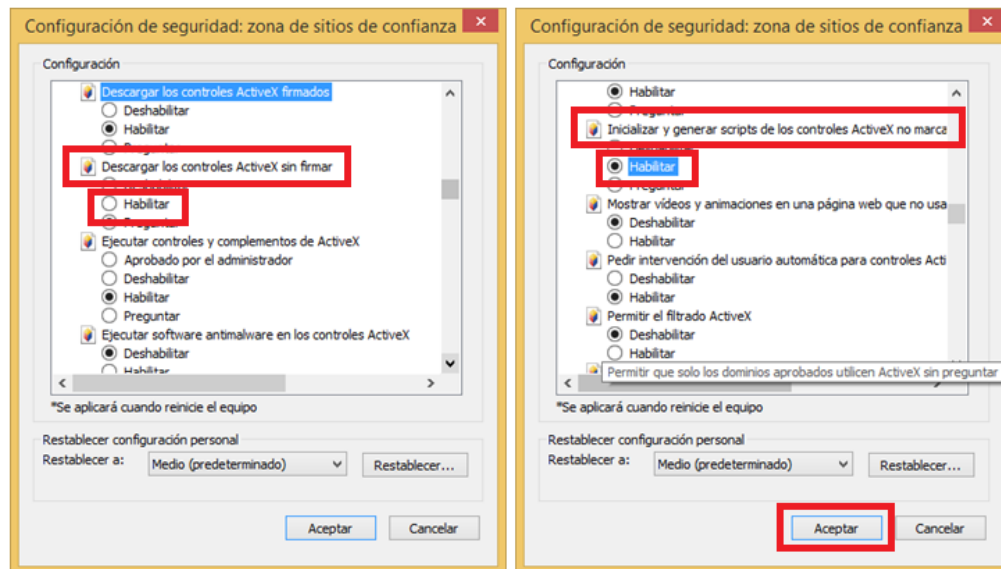 Configuración de seguridad: zona de sitios de confianza
Configuración
Descargar los controles ActiveX firmados
Deshabilitar
Habilitar
Descargar los controles ActiveX sin firmar
Habilitar
Preguntar
Ejecutar controles y complementos de ActiveX
Aprobado por el administrador
Deshabilitar
Habilitar
Preguntar
Ejecutar software antimalware en los controles ActiveX
Deshabilitar
Habilitar
*Se aplicará cuando reinicie el equipo
Restablecer configuración personal
Restablecer a:
Medio (predeterminado)
Restablecer...
Aceptar
Cancelar
Configuración de seguridad: zona de sitios de confianza
Configuración
Habilitar
Preguntar
Inicializar y generar scripts de los controles ActiveX no marca
Habilitar
Preguntar
Mostrar vídeos y animaciones en una página web que no usa
Deshabilitar
Habilitar
Pedir intervención del usuario automática para controles Acti
Deshabilitar
Habilitar
Permitir el filtrado ActiveX
Deshabilitar
Habilitar
Permitir que solo los dominios aprobados utilicen ActiveX sin preguntar
*Se aplicará cuando reinicie el equipo
Restablecer configuración personal
Restablecer a:
Medio (predeterminado)
Restablecer...
Aceptar
Cancelar